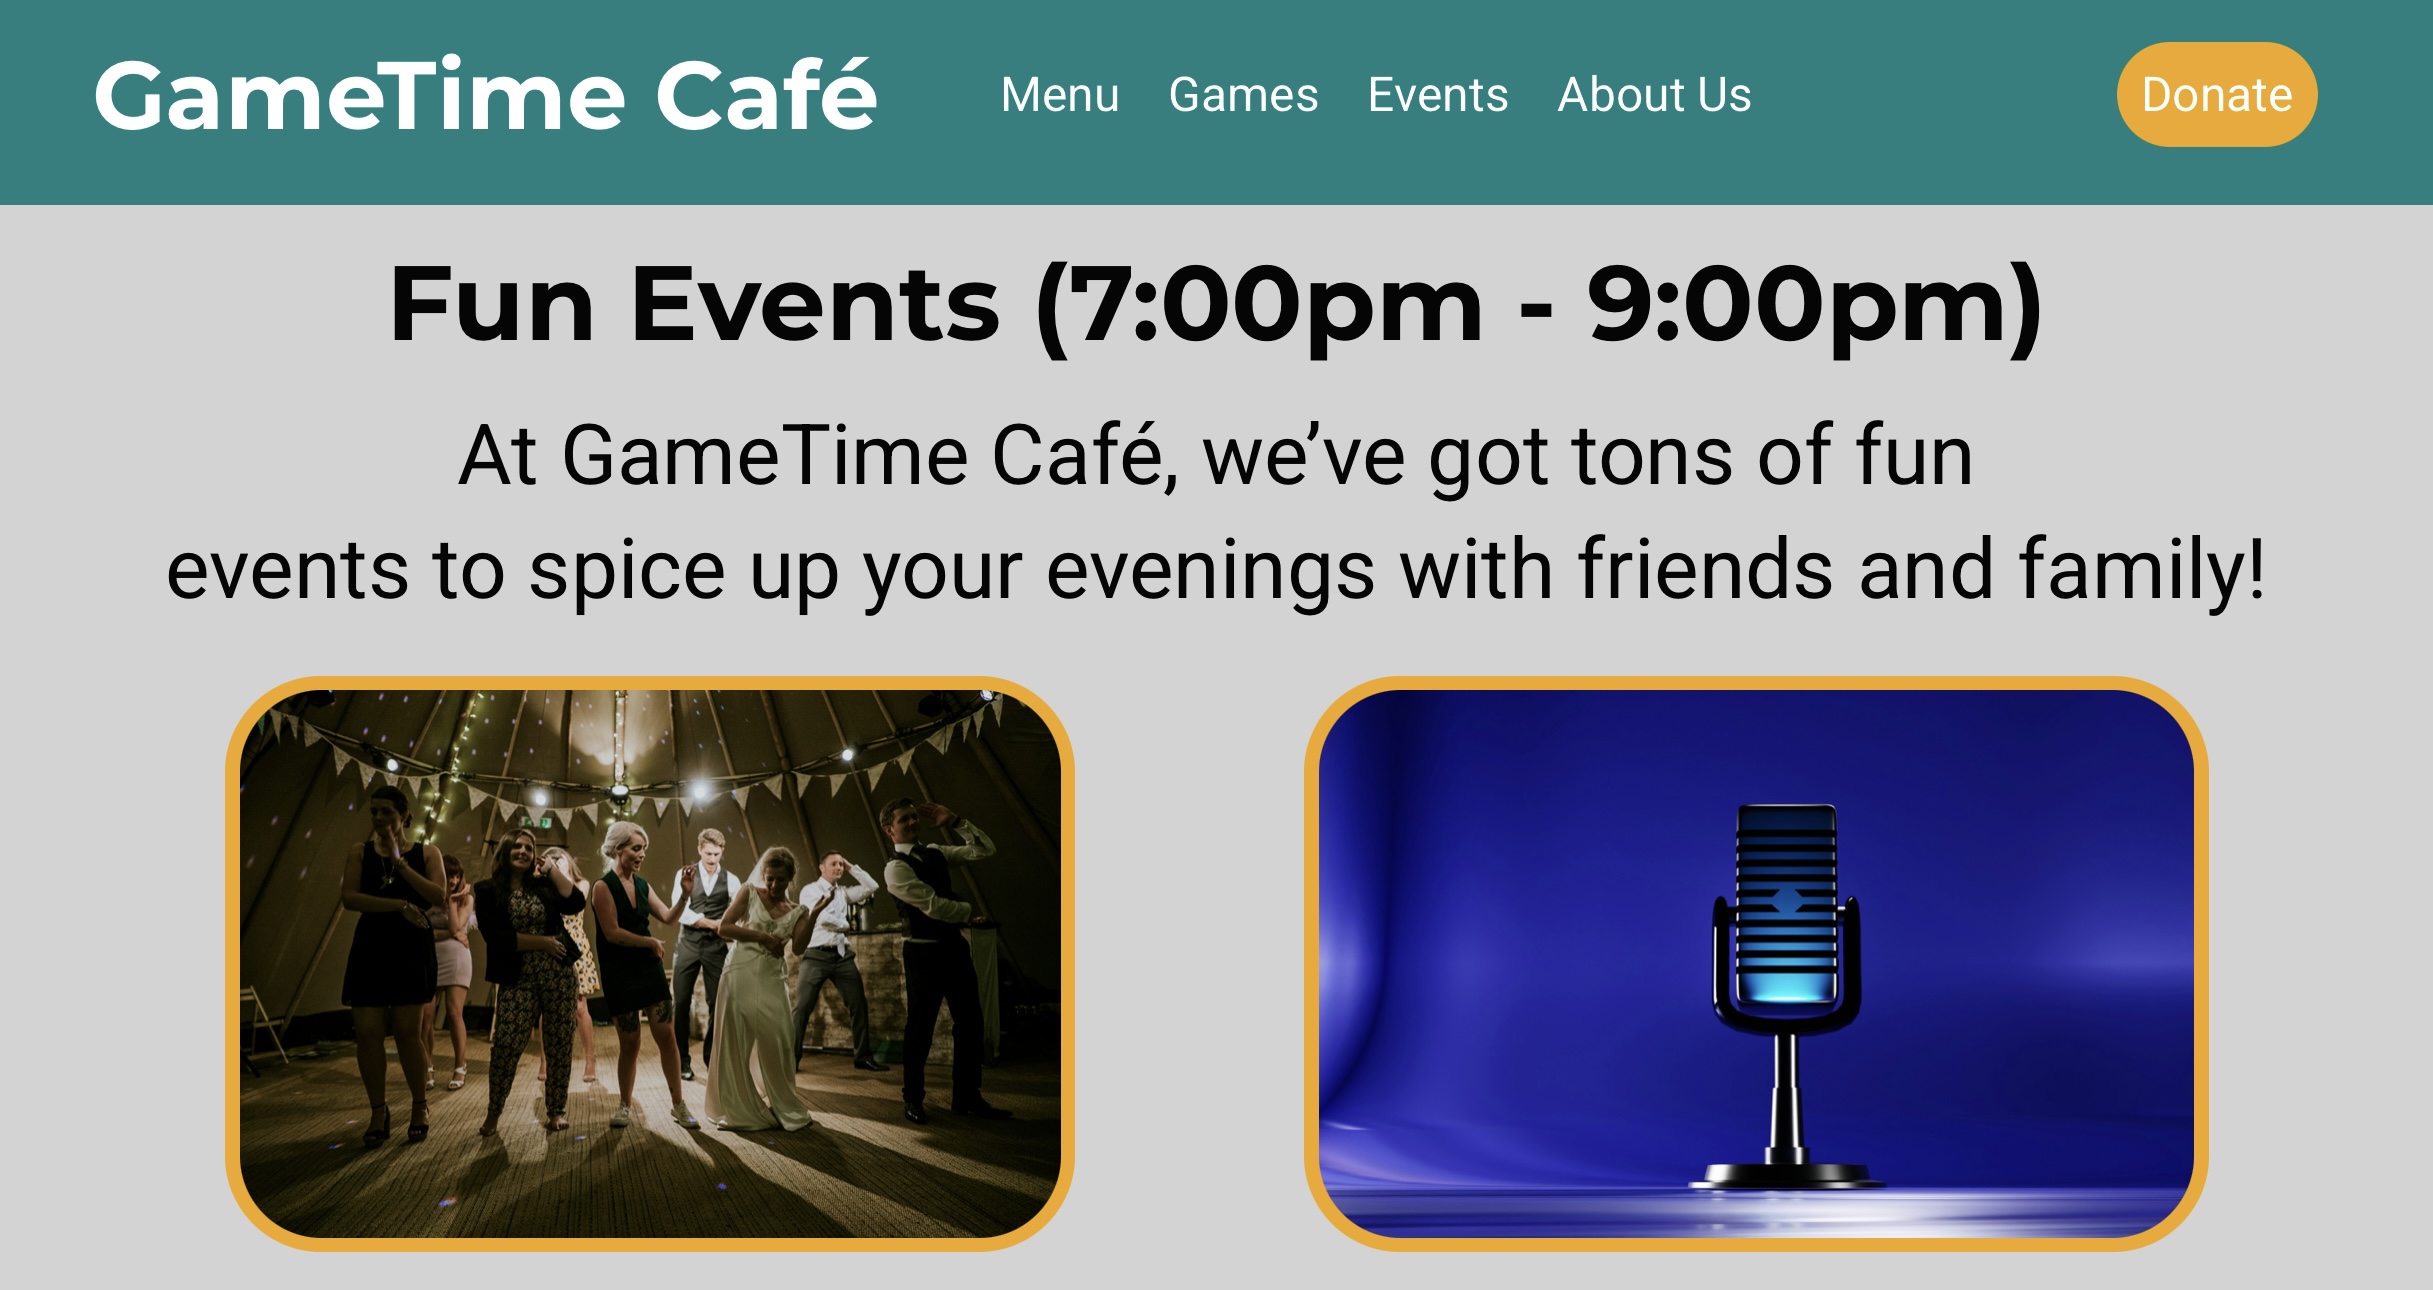 GameTime Café
Menu Games Events About Us
Donate
Fun Events (7:00pm - 9:00pm)
At GameTime Café, we’ve got tons of fun
events to spice up your evenings with friends and family!